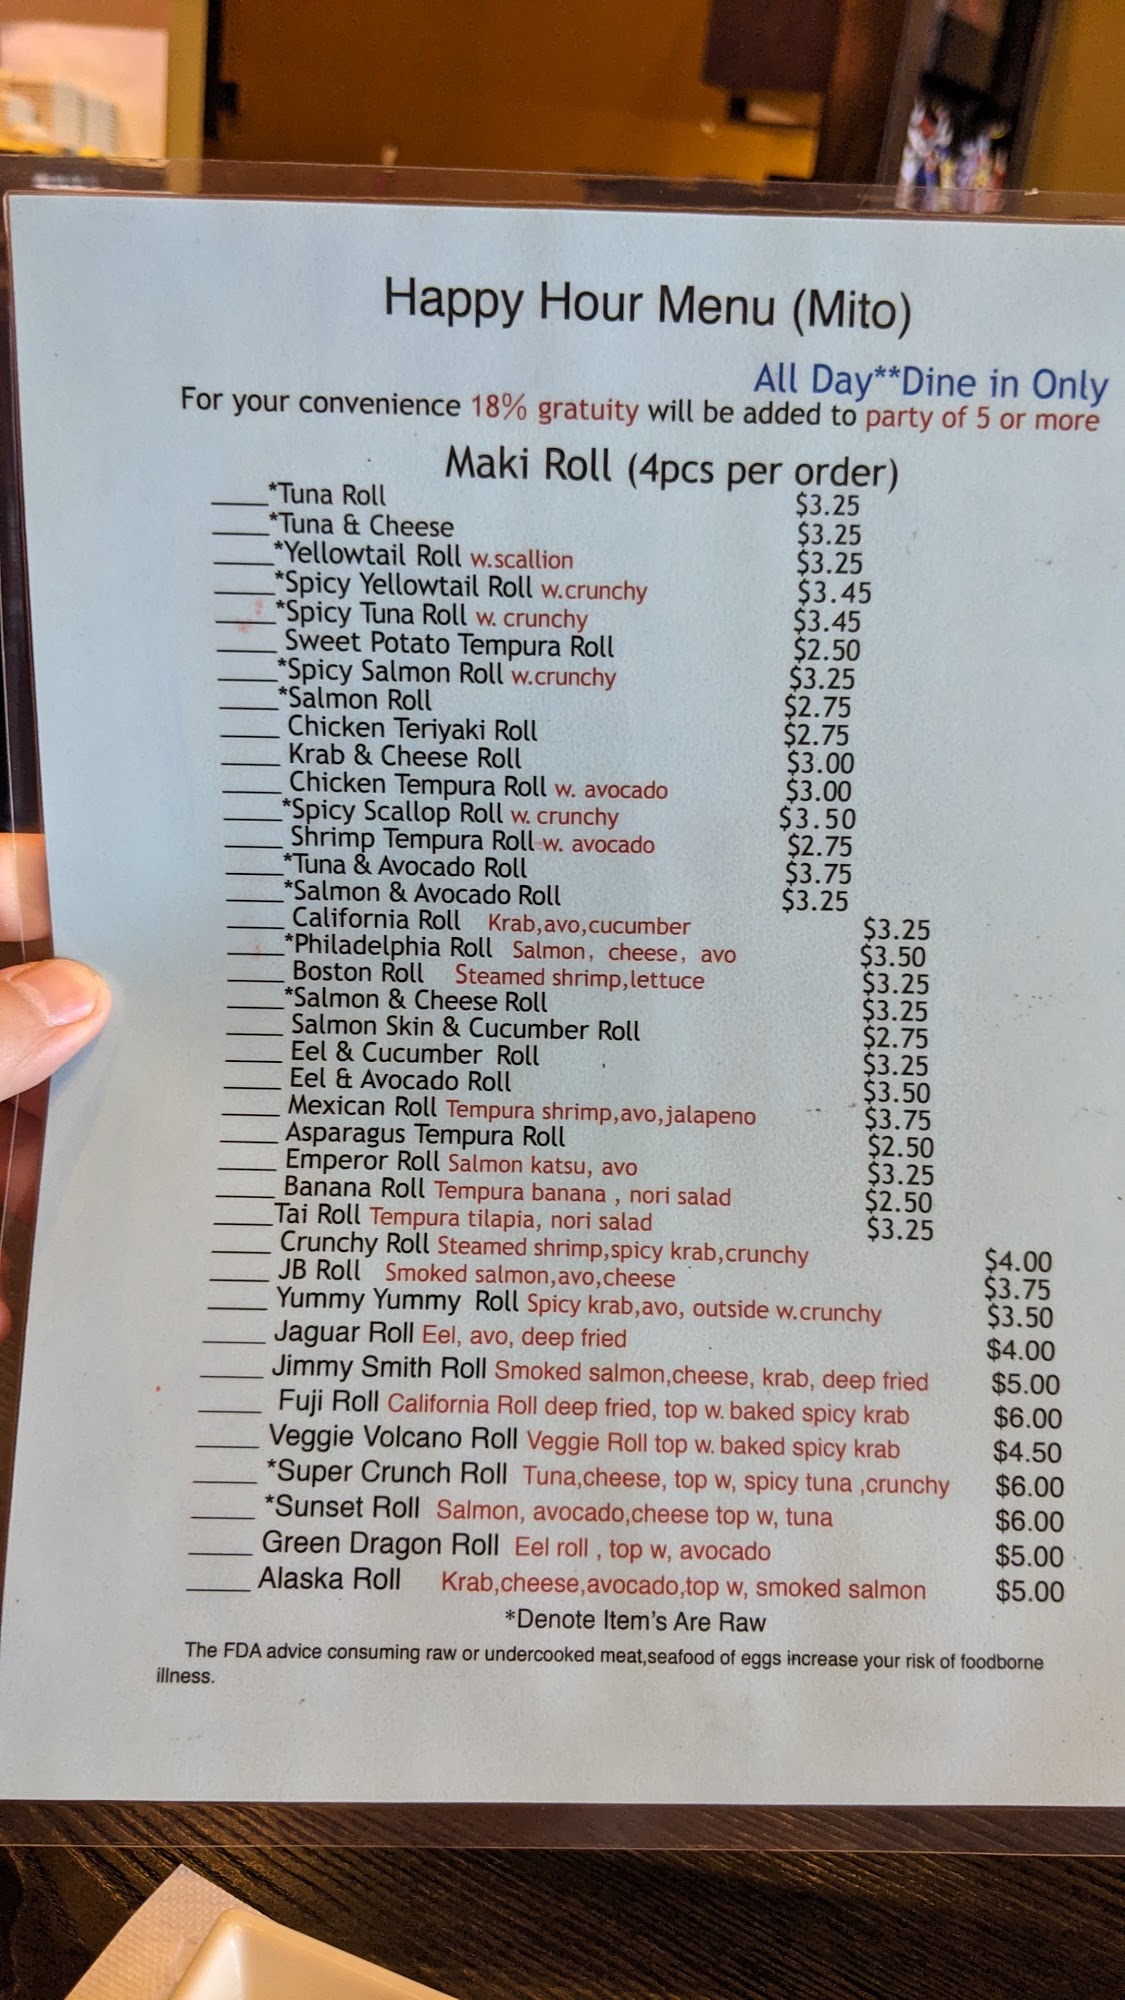 Happy Hour Menu (Mito)
All Day**Dine in Only
For your convenience 18% gratuity will be added to party of 5 or more
Maki Roll (4pcs per order)
____*Tuna Roll $3.25
____*Tuna & Cheese $3.25
____*Yellowtail Roll w.scallion $3.25
____*Spicy Yellowtail Roll w.crunchy $3.45
____*Spicy Tuna Roll w. crunchy $3.45
____ Sweet Potato Tempura Roll $2.50
____*Spicy Salmon Roll w.crunchy $3.25
____*Salmon Roll $2.75
____ Chicken Teriyaki Roll $2.75
____ Krab & Cheese Roll $3.00
____ Chicken Tempura Roll w. avocado $3.00
____*Spicy Scallop Roll w. crunchy $3.50
____ Shrimp Tempura Roll w. avocado $2.75
____*Tuna & Avocado Roll $3.75
____*Salmon & Avocado Roll $3.25
____ California Roll Krab,avo,cucumber $3.25
____*Philadelphia Roll Salmon, cheese, avo $3.50
____ Boston Roll Steamed shrimp,lettuce $3.25
____*Salmon & Cheese Roll $3.25
____ Salmon Skin & Cucumber Roll $2.75
____ Eel & Cucumber Roll $3.25
____ Eel & Avocado Roll $3.50
____ Mexican Roll Tempura shrimp,avo,jalapeno $3.75
____ Asparagus Tempura Roll $2.50
____ Emperor Roll Salmon katsu, avo $3.25
____ Banana Roll Tempura banana , nori salad $2.50
____Tai Roll Tempura tilapia, nori salad $3.25
____ Crunchy Roll Steamed shrimp,spicy krab,crunchy $4.00
____ JB Roll Smoked salmon,avo,cheese $3.75
____ Yummy Yummy Roll Spicy krab,avo, outside w.crunchy $3.50
____ Jaguar Roll Eel, avo, deep fried $4.00
____ Jimmy Smith Roll Smoked salmon,cheese, krab, deep fried $5.00
____ Fuji Roll California Roll deep fried, top w. baked spicy krab $6.00
____ Veggie Volcano Roll Veggie Roll top w. baked spicy krab $4.50
____ *Super Crunch Roll Tuna,cheese, top w, spicy tuna ,crunchy $6.00
____ *Sunset Roll Salmon, avocado,cheese top w, tuna $6.00
____ Green Dragon Roll Eel roll , top w, avocado $5.00
____ Alaska Roll Krab,cheese,avocado,top w, smoked salmon $5.00
*Denote Item's Are Raw
The FDA advice consuming raw or undercooked meat,seafood of eggs increase your risk of foodborne
illness.